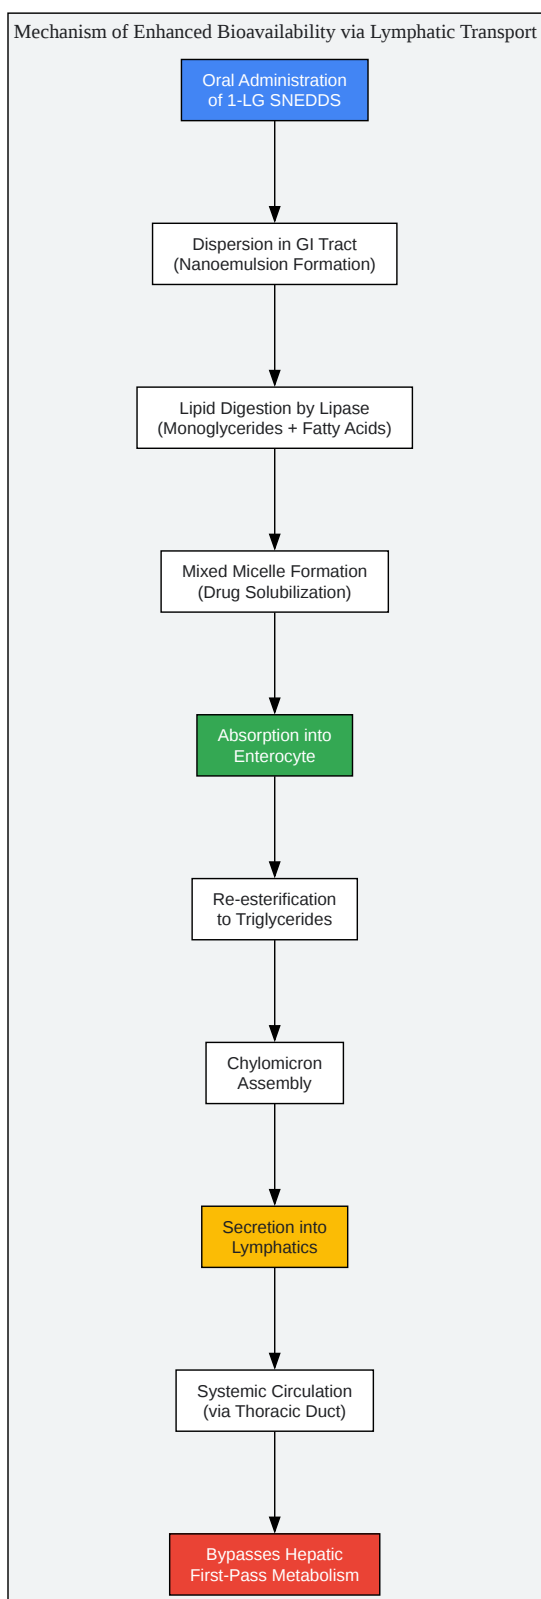 Mechanism of Enhanced Bioavailability via Lymphatic Transport
Oral Administration
of 1-LG SNEDDS
Dispersion in GI Tract
(Nanoemulsion Formation)
Lipid Digestion by Lipase
(Monoglycerides + Fatty Acids)
Mixed Micelle Formation
(Drug Solubilization)
Absorption into
Enterocyte
Re-esterification
to Triglycerides
Chylomicron
Assembly
Secretion into
Lymphatics
Systemic Circulation
(via Thoracic Duct)
Bypasses Hepatic
First-Pass Metabolism